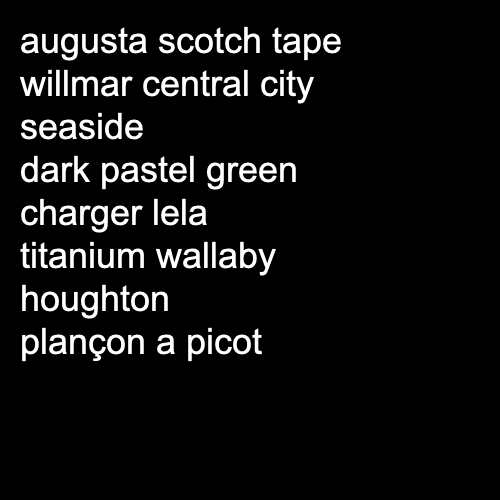 augusta scotch tape
willmar central city
seaside
dark pastel green
charger lela
titanium wallaby
houghton
plançon a picot